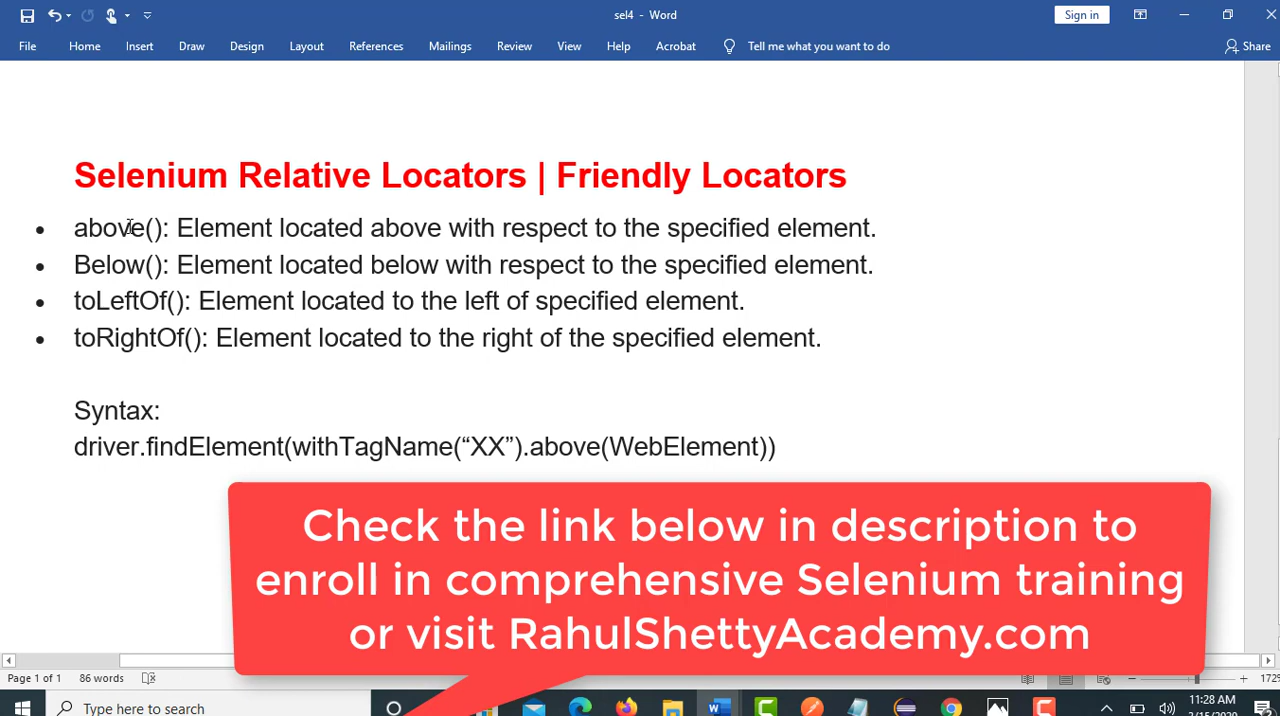 sel4 - Word
Sign in
File Home Insert Draw Design Layout References Mailings Review View Help Acrobat Tell me what you want to do Share
Selenium Relative Locators | Friendly Locators
• above(): Element located above with respect to the specified element.
• Below(): Element located below with respect to the specified element.
• toLeftOf(): Element located to the left of specified element.
• toRightOf(): Element located to the right of the specified element.
Syntax:
driver.findElement(withTagName(“XX”).above(WebElement))
Check the link below in description to
enroll in comprehensive Selenium training
or visit RahulShettyAcademy.com
Page 1 of 1 86 words
Type here to search
11:28 AM